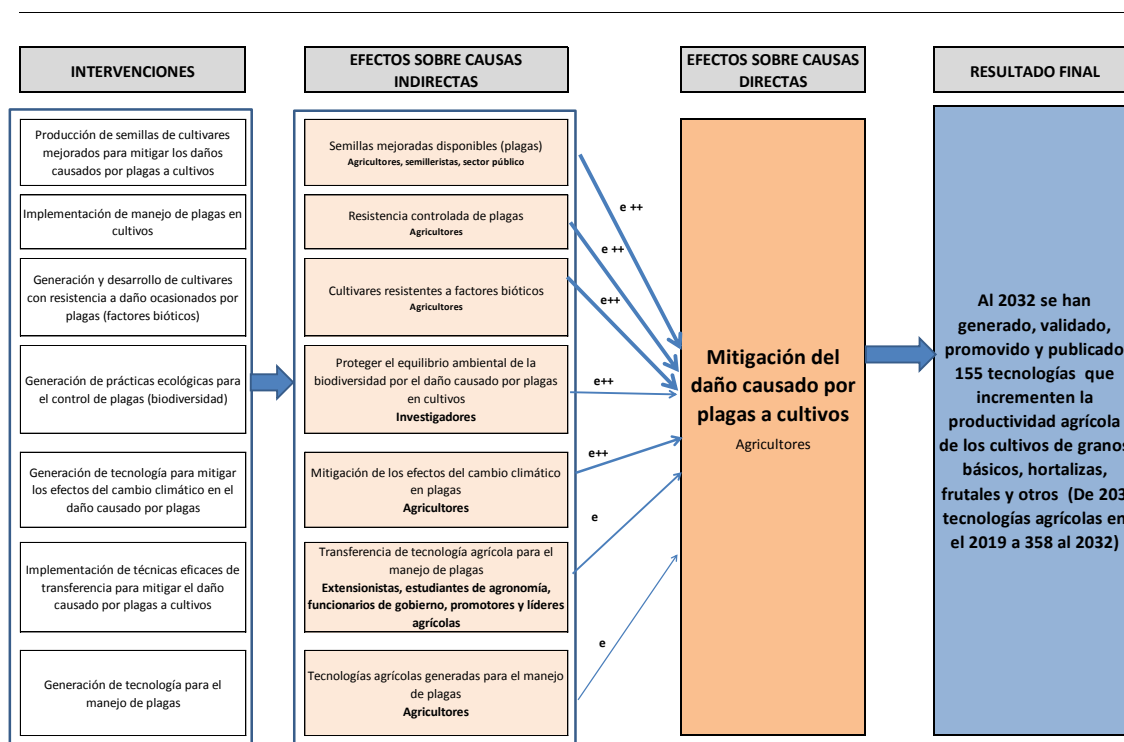 INTERVENCIONES
EFECTOS SOBRE CAUSAS
INDIRECTAS
EFECTOS SOBRE CAUSAS
DIRECTAS
RESULTADO FINAL
Producción de semillas de cultivares
mejorados para mitigar los daños
causados por plagas a cultivos
Implementación de manejo de plagas en
cultivos
Generación y desarrollo de cultivares
con resistencia a daño ocasionados por
plagas (factores bióticos)
Generación de prácticas ecológicas para
el control de plagas (biodiversidad)
Generación de tecnología para mitigar
los efectos del cambio climático en el
daño causado por plagas
Implementación de técnicas eficaces de
transferencia para mitigar el daño
causado por plagas a cultivos
Generación de tecnología para el
manejo de plagas
Semillas mejoradas disponibles (plagas)
Agricultores, semilleristas, sector público
Resistencia controlada de plagas
Agricultores
Cultivares resistentes a factores bióticos
Agricultores
Proteger el equilibrio ambiental de la
biodiversidad por el daño causado por plagas
en cultivos
Investigadores
Mitigación de los efectos del cambio climático
en plagas
Agricultores
Transferencia de tecnología agrícola para el
manejo de plagas
Extensionistas, estudiantes de agronomía,
funcionarios de gobierno, promotores y líderes
agrícolas
Tecnologías agrícolas generadas para el manejo
de plagas
Agricultores
e ++
e ++
e++
e++
e++
e
e
Mitigación del
daño causado por
plagas a cultivos
Agricultores
Al 2032 se han
generado, validado,
promovido y publicado
155 tecnologías que
incrementen la
productividad agrícola
de los cultivos de granos
básicos, hortalizas,
frutales y otros (De 203
tecnologías agrícolas en
el 2019 a 358 al 2032)